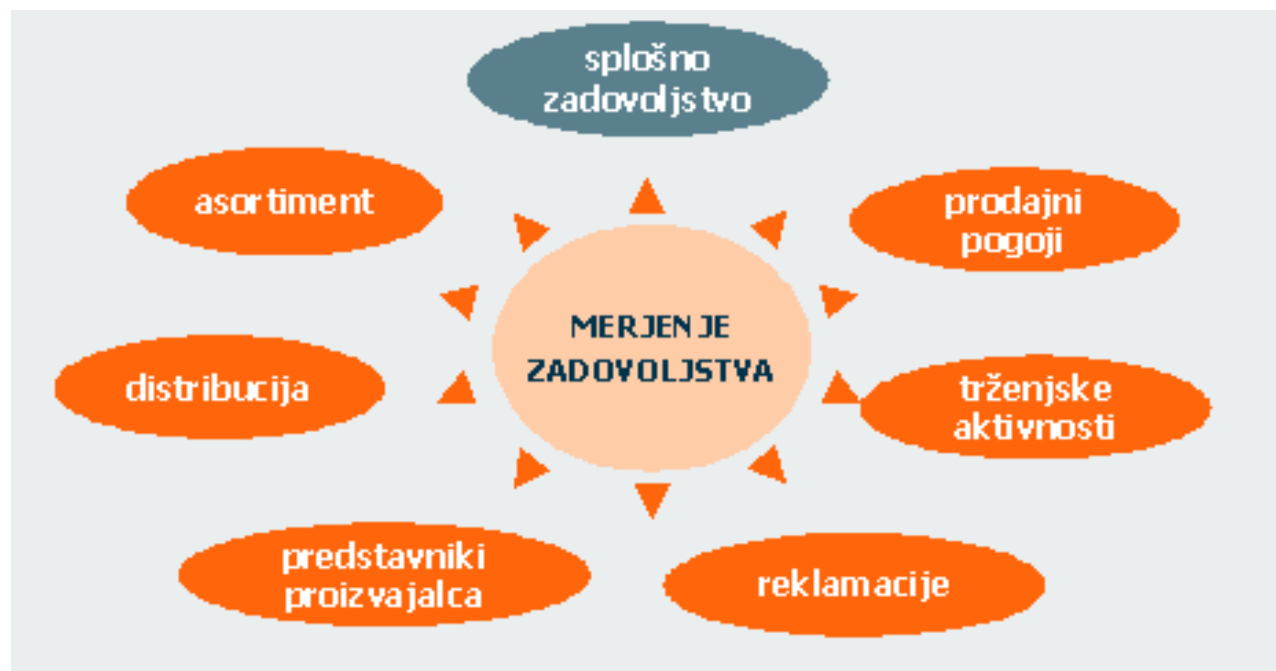 splošno
zadovoljstvo
asortiment
prodajni
pogoji
MERJENJE
ZADOVOLJSTVA
distribucija
trženjske
aktivnosti
predstavniki
proizvajalca
reklamacije